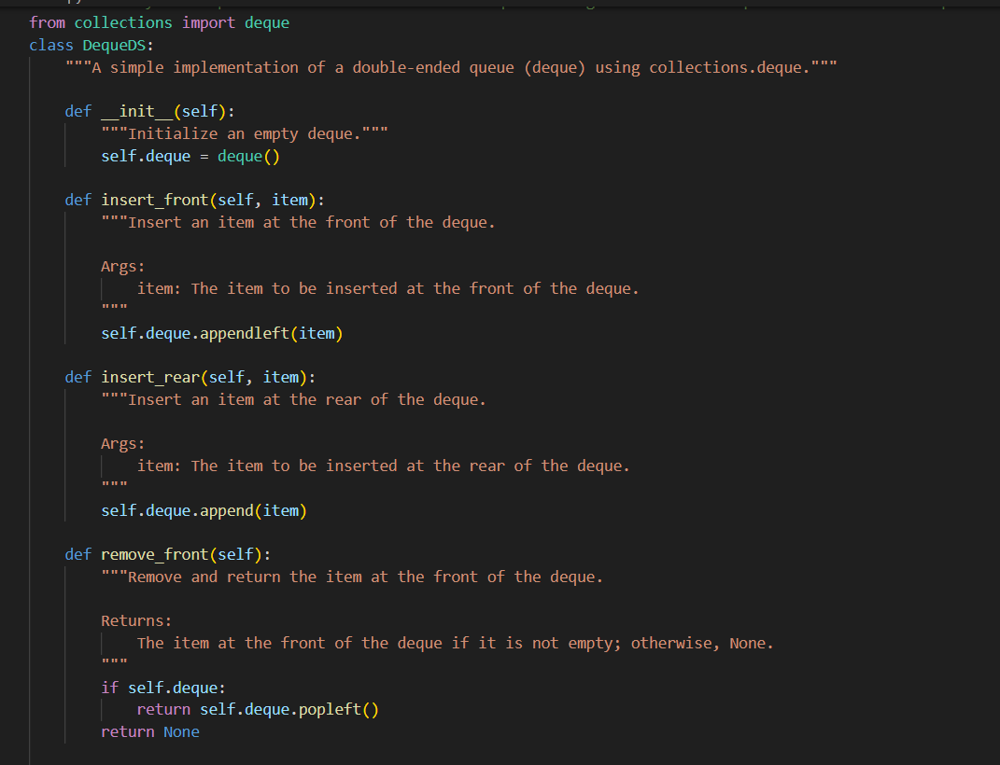 from collections import deque
class DequeDS:
    """A simple implementation of a double-ended queue (deque) using collections.deque."""
    def __init__(self):
        """Initialize an empty deque."""
        self.deque = deque()
    def insert_front(self, item):
        """Insert an item at the front of the deque.
        Args:
            item: The item to be inserted at the front of the deque.
        """
        self.deque.appendleft(item)
    def insert_rear(self, item):
        """Insert an item at the rear of the deque.
        Args:
            item: The item to be inserted at the rear of the deque.
        """
        self.deque.append(item)
    def remove_front(self):
        """Remove and return the item at the front of the deque.
        Returns:
            The item at the front of the deque if it is not empty; otherwise, None.
        """
        if self.deque:
            return self.deque.popleft()
        return None